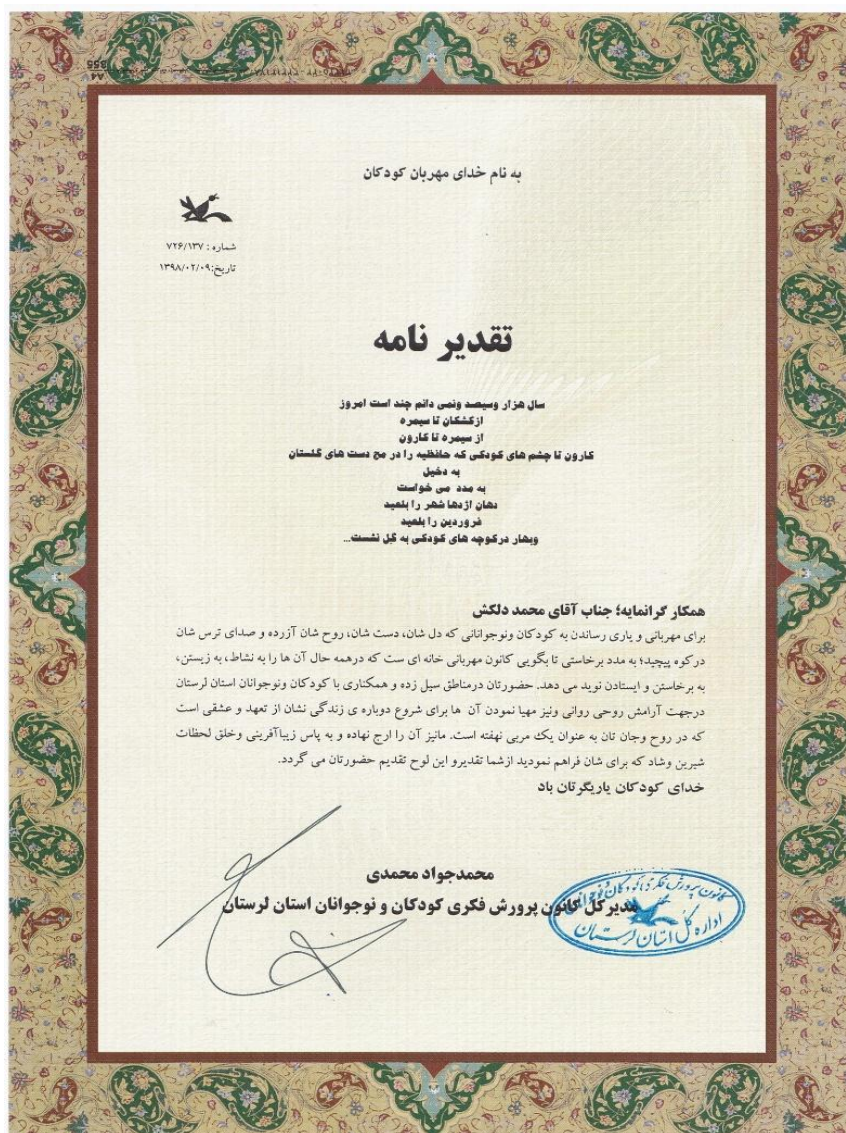 به نام خدای مهربان کودکان
شماره : ۷۲۶/۱۳۷
تاریخ:۱۳۹۸/۰۲/۰۹
تقدیر نامه
سال هزار وسیصد ونمی دانم چند است امروز
ازکشکان تا سیمره
از سیمره تا کارون
کارون تا چشم های کودکی که حافظیه را در مچ دست های گلستان
به دخیل
به مدد می خواست
دهان اژدها شهر را بلعید
فروردین را بلعید
وبهار درکوچه های کودکی به گِل نشست...
همکار گرانمایه؛ جناب آقای محمد دلکش
برای مهربانی و یاری رساندن به کودکان ونوجوانانی که دل شان، دست شان، روح شان آزرده و صدای ترس شان
درکوه پیچید؛ به مدد برخاستی تا بگویی کانون مهربانی خانه ای ست که درهمه حال آن ها را به نشاط، به زیستن،
به برخاستن و ایستادن نوید می دهد. حضورتان درمناطق سیل زده و همکناری با کودکان ونوجوانان استان لرستان
درجهت آرامش روحی روانی ونیز مهیا نمودن آن ها برای شروع دوباره ی زندگی نشان از تعهد و عشقی است
که در روح وجان تان به عنوان یک مربی نهفته است. مانیز آن را ارج نهاده و به پاس زیباآفرینی وخلق لحظات
شیرین وشاد که برای شان فراهم نمودید ازشما تقدیرو این لوح تقدیم حضورتان می گردد.
خدای کودکان یاریگرتان باد
محمدجواد محمدی
مدیرکل کانون پرورش فکری کودکان و نوجوانان استان لرستان
کانون پرورش فکری کودکان و نوجوانان
اداره کل استان لرستان
A4